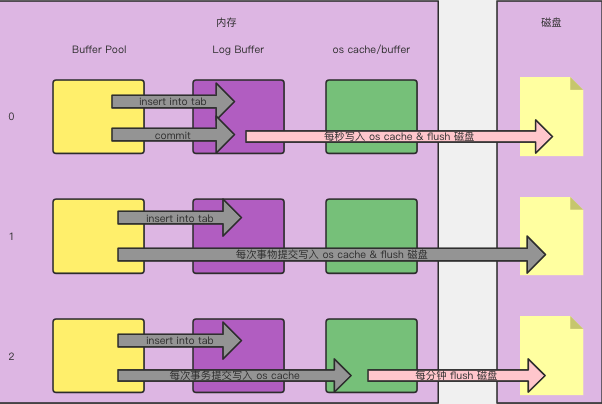 内存
磁盘
Buffer Pool
Log Buffer
os cache/buffer
0
insert into tab
commit
每秒写入 os cache & flush 磁盘
1
insert into tab
每次事物提交写入 os cache & flush 磁盘
2
insert into tab
每次事务提交写入 os cache
每分钟 flush 磁盘